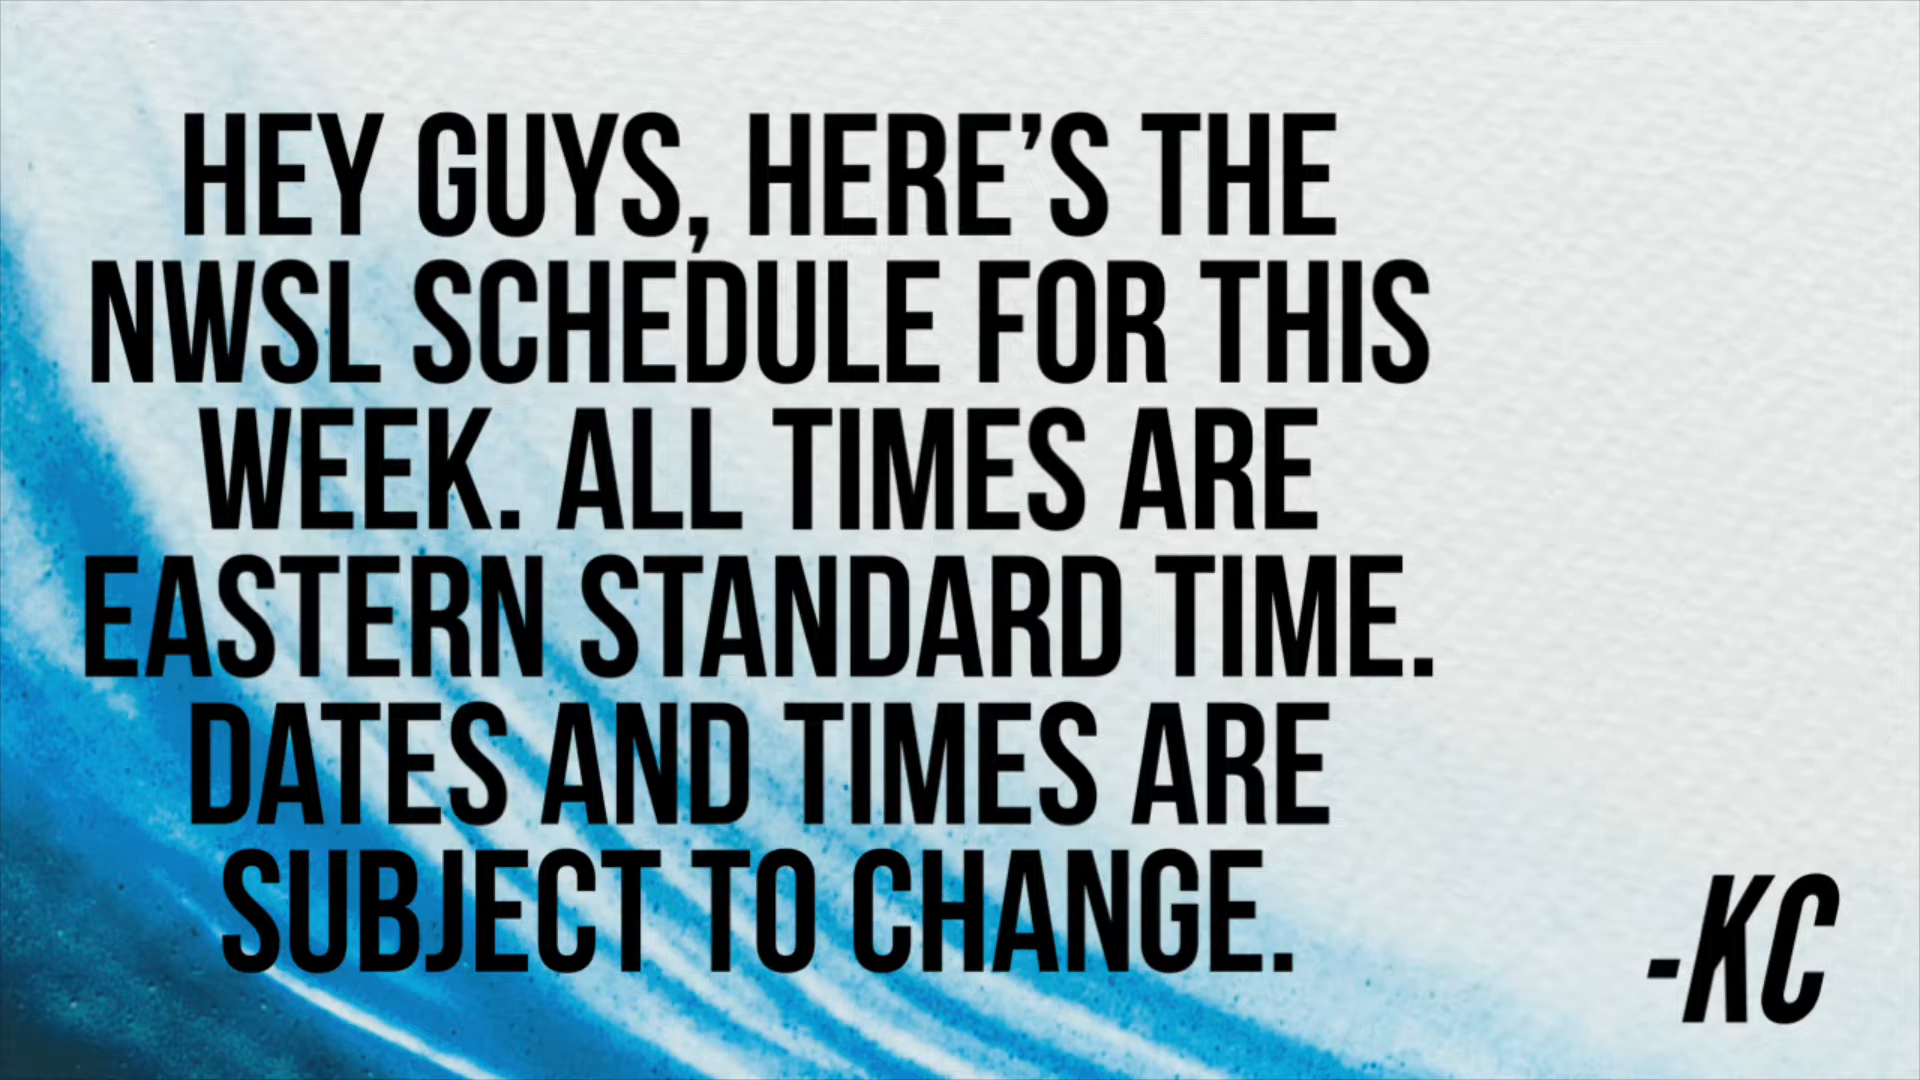 HEY GUYS, HERE’S THE
NWSL SCHEDULE FOR THIS
WEEK. ALL TIMES ARE
EASTERN STANDARD TIME.
DATES AND TIMES ARE
SUBJECT TO CHANGE.
-KC